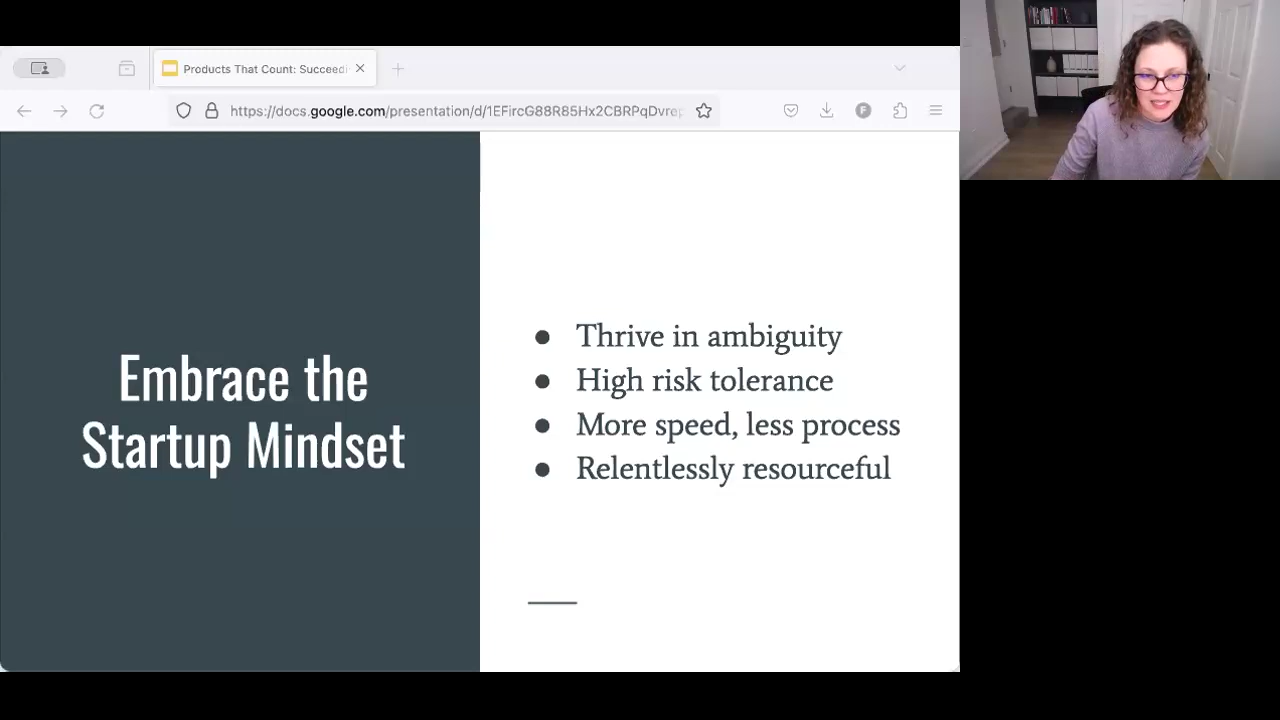 Products That Count: Succeedi
https://docs.google.com/presentation/d/1EFircG88R85Hx2CBRPqDvrep
F
Embrace the
Startup Mindset
● Thrive in ambiguity
● High risk tolerance
● More speed, less process
● Relentlessly resourceful